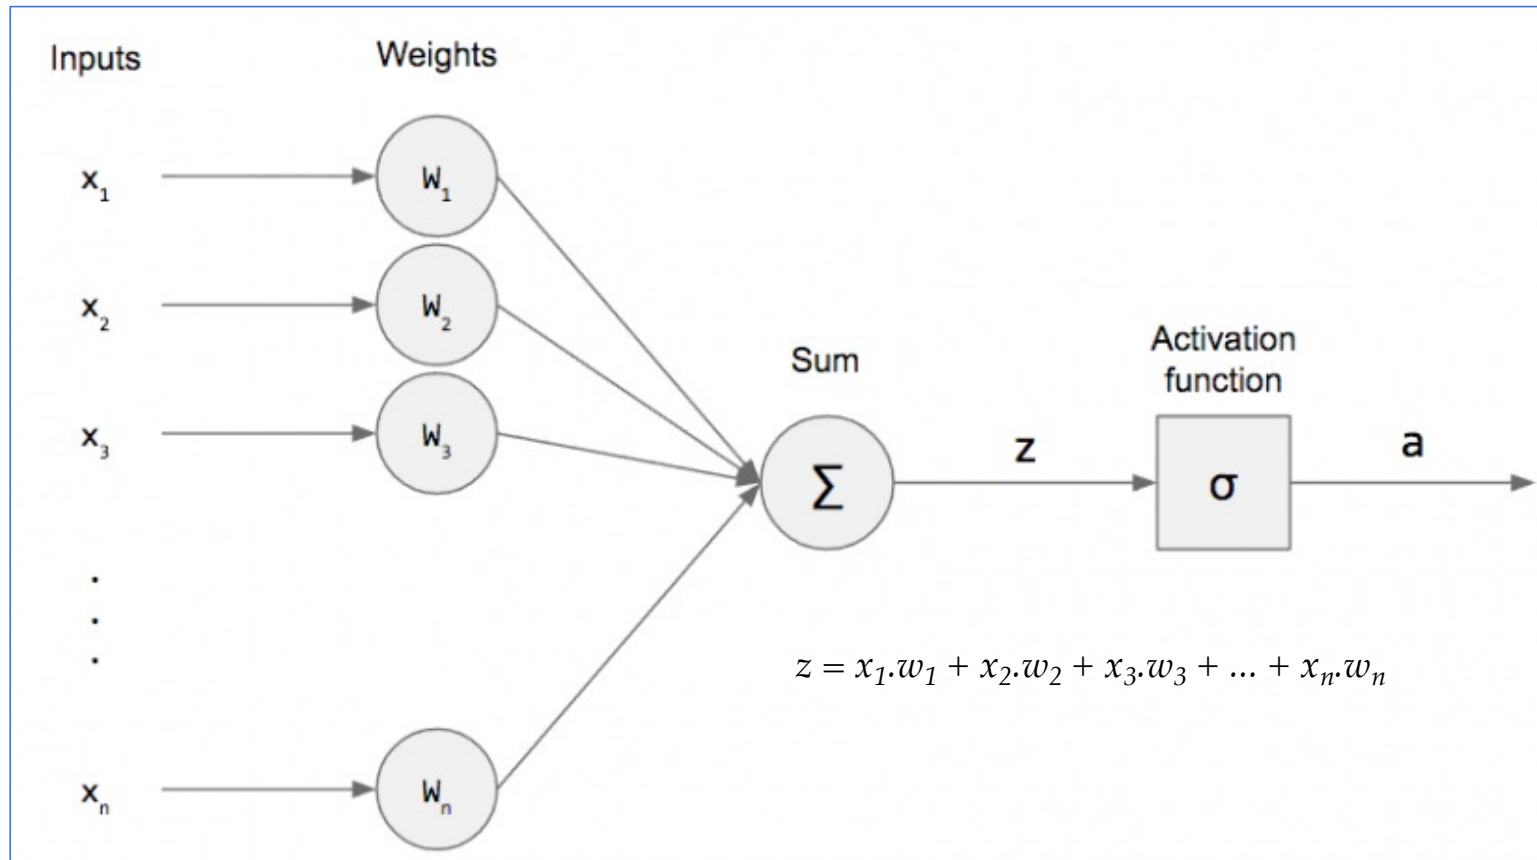 Inputs
Weights
x₁
W₁
x₂
W₂
x₃
W₃
Sum
Σ
z
Activation
function
σ
a
.
.
.
z = x₁.w₁ + x₂.w₂ + x₃.w₃ + ... + xₙ.wₙ
xₙ
Wₙ